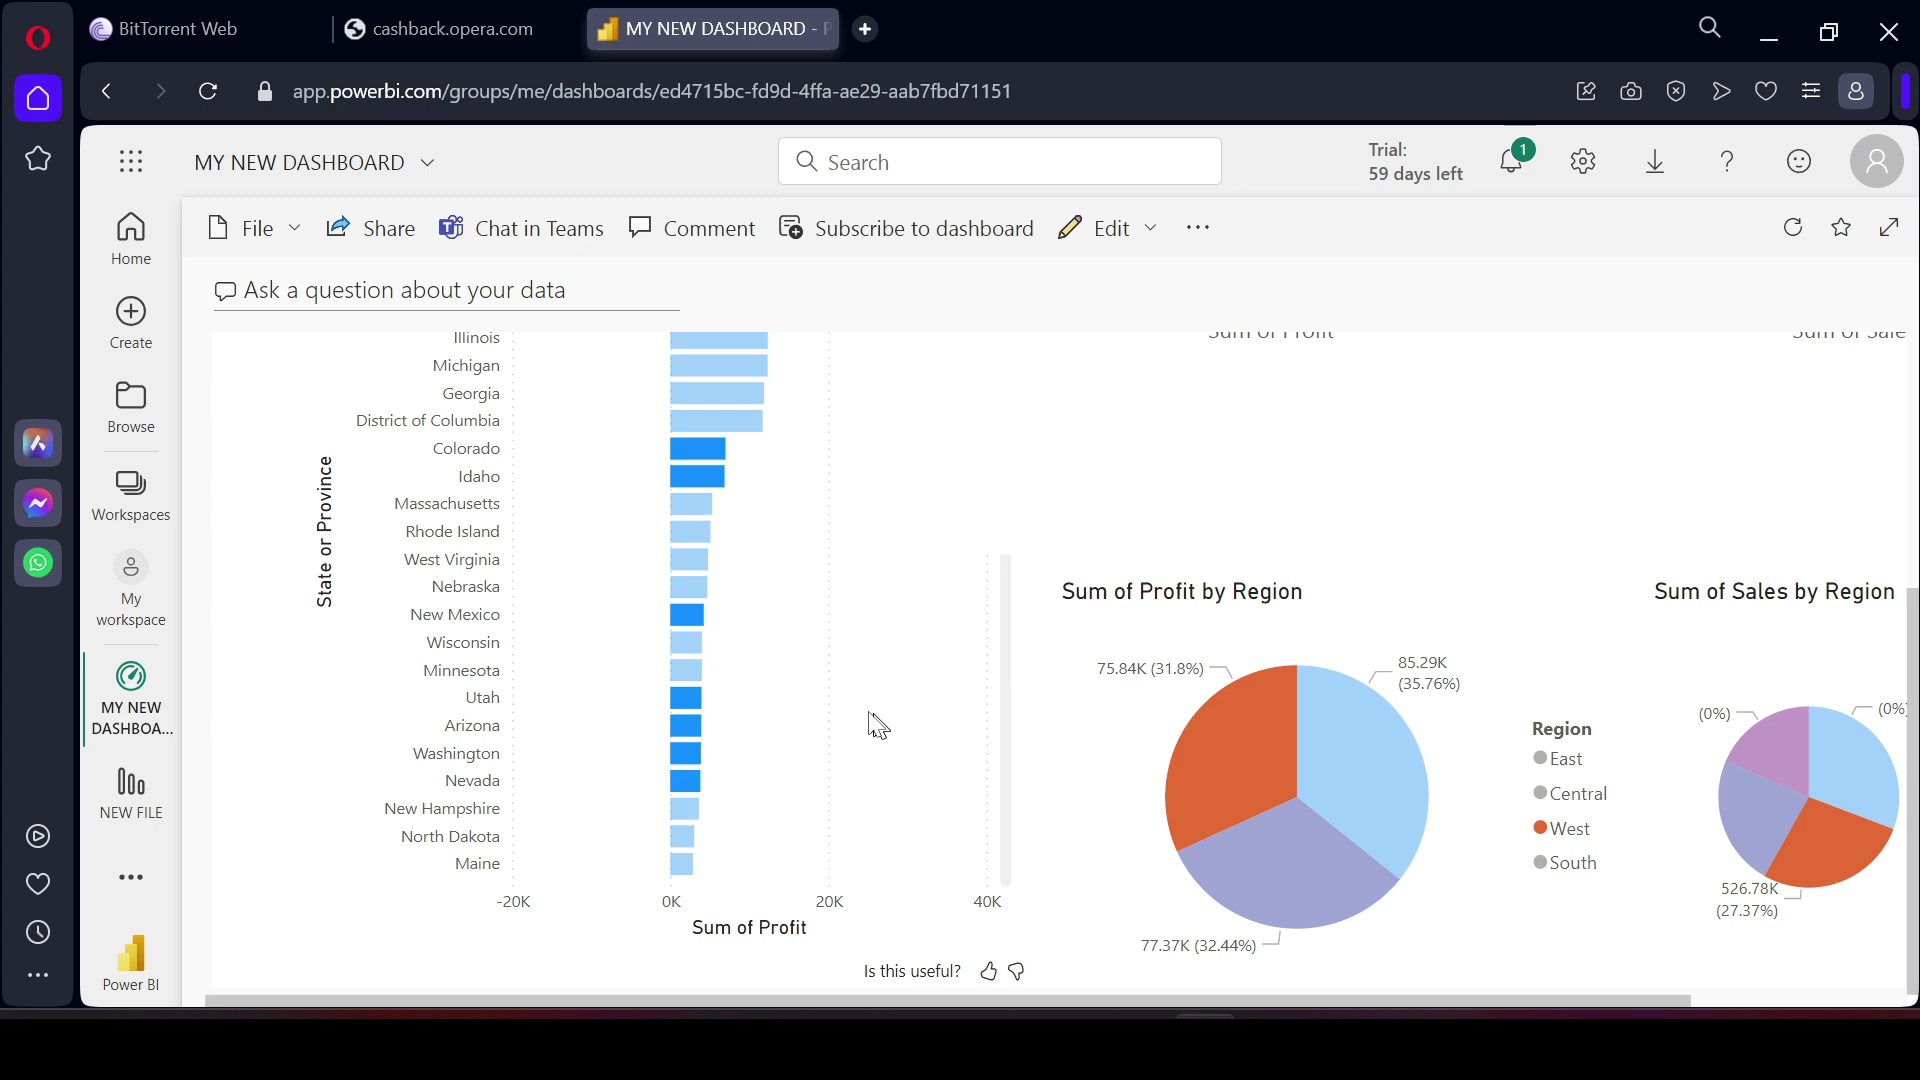 BitTorrent Web
cashback.opera.com
MY NEW DASHBOARD -
app.powerbi.com/groups/me/dashboards/ed4715bc-fd9d-4ffa-ae29-aab7fbd71151
MY NEW DASHBOARD
Search
Trial:
59 days left
1
File
Share
Chat in Teams
Comment
Subscribe to dashboard
Edit
Ask a question about your data
Home
Create
Browse
Workspaces
My
workspace
MY NEW
DASHBOA...
NEW FILE
Power BI
State or Province
Illinois
Michigan
Georgia
District of Columbia
Colorado
Idaho
Massachusetts
Rhode Island
West Virginia
Nebraska
New Mexico
Wisconsin
Minnesota
Utah
Arizona
Washington
Nevada
New Hampshire
North Dakota
Maine
-20K
0K
20K
40K
Sum of Profit
Is this useful?
Sum of Profit
Sum of Profit by Region
75.84K (31.8%)
85.29K
(35.76%)
77.37K (32.44%)
Region
East
Central
West
South
Sum of Sale
Sum of Sales by Region
(0%)
(0%)
526.78K
(27.37%)